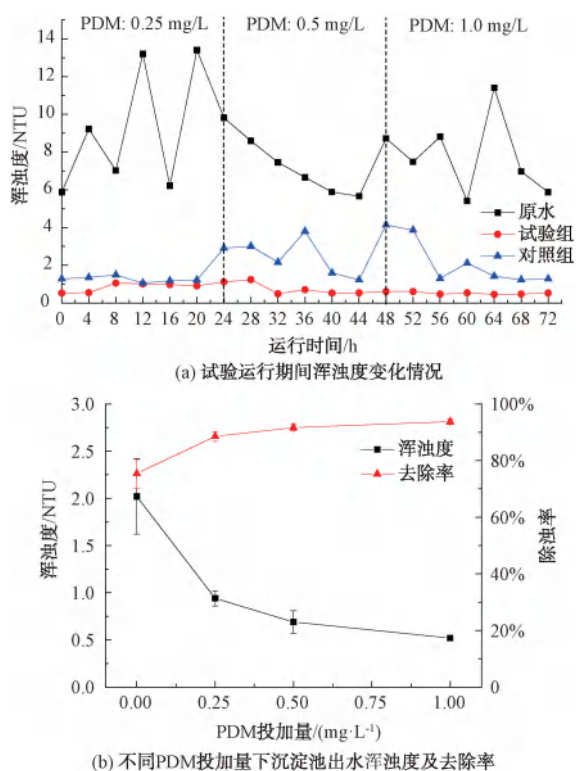 PDM: 0.25 mg/L PDM: 0.5 mg/L PDM: 1.0 mg/L
浑浊度/NTU
14
12
10
8
6
4
2
0
原水
试验组
对照组
0 4 8 12 16 20 24 28 32 36 40 44 48 52 56 60 64 68 72
运行时间/h
(a) 试验运行期间浑浊度变化情况
浑浊度/NTU
3.0
2.5
2.0
1.5
1.0
0.5
0.0
浑浊度
去除率
100%
80%
60%
40%
20%
0
除浊率
0.00 0.25 0.50 0.75 1.00
PDM投加量/(mg·L⁻¹)
(b) 不同PDM投加量下沉淀池出水浑浊度及去除率